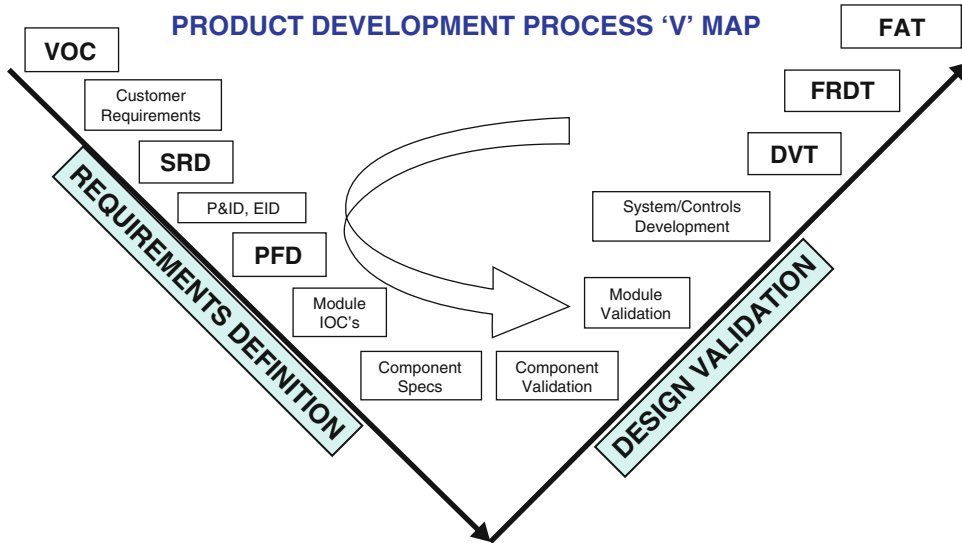 PRODUCT DEVELOPMENT PROCESS ‘V’ MAP
VOC
Customer
Requirements
SRD
P&ID, EID
PFD
Module
IOC's
Component
Specs
REQUIREMENTS DEFINITION
Component
Validation
Module
Validation
System/Controls
Development
DVT
FRDT
FAT
DESIGN VALIDATION